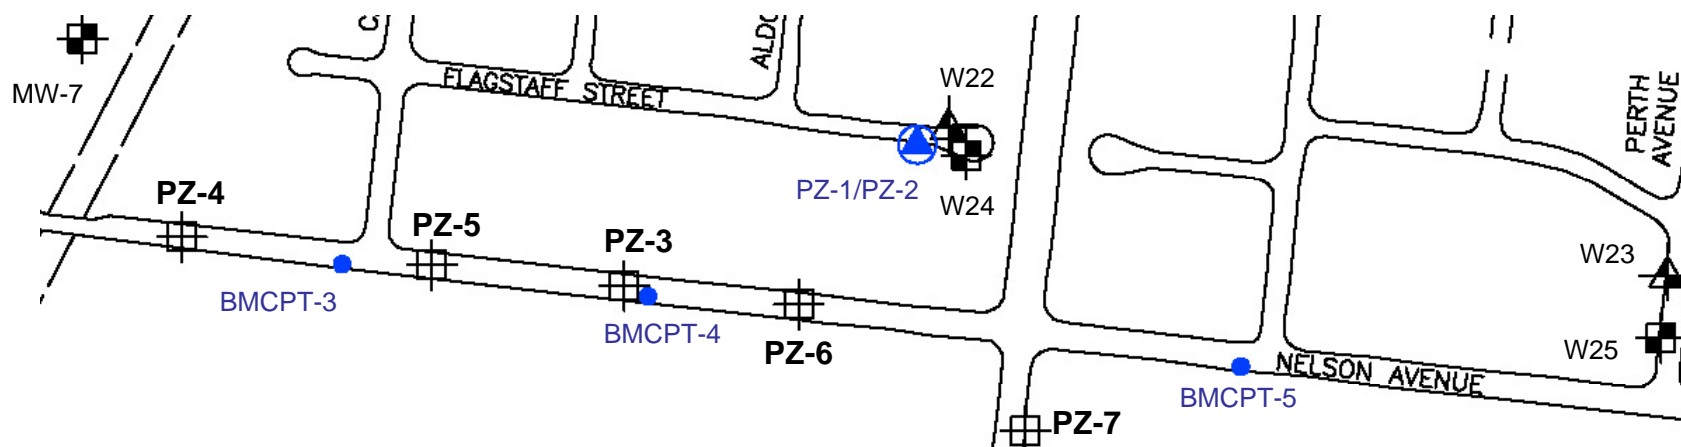 ALDO
W22
MW-7
FLAGSTAFF STREET
PERTH
AVENUE
PZ-4
PZ-1/PZ-2
W24
PZ-5
PZ-3
W23
BMCPT-3
BMCPT-4
PZ-6
W25
NELSON AVENUE
BMCPT-5
PZ-7